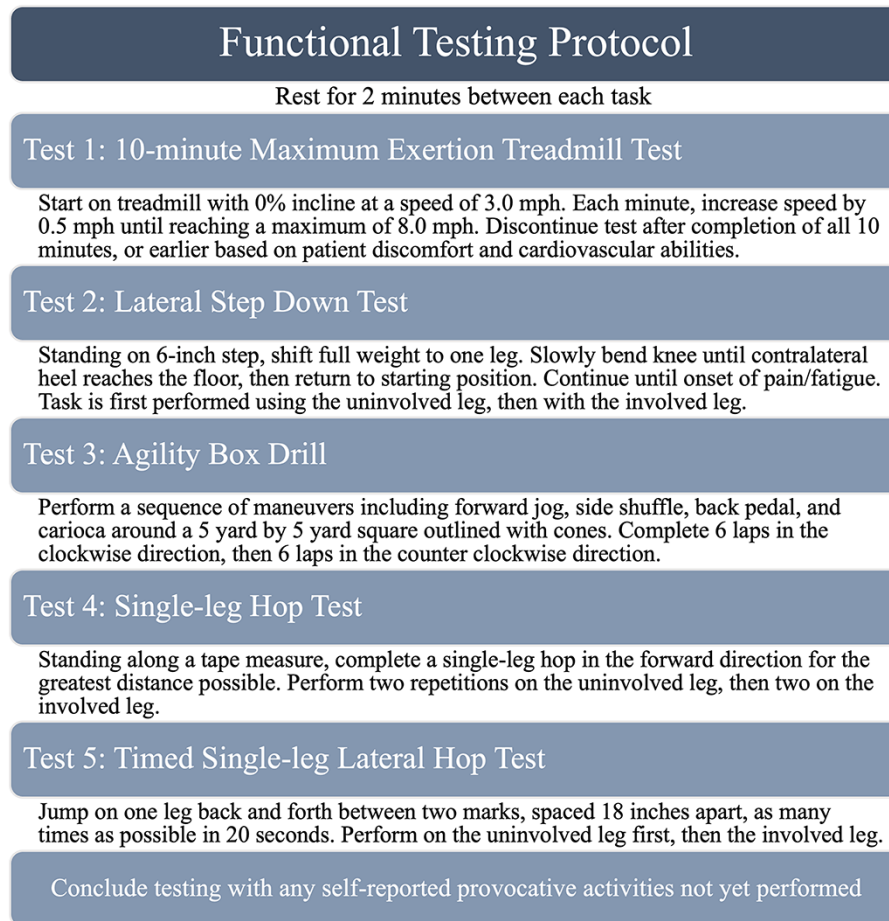 Functional Testing Protocol
Rest for 2 minutes between each task
Test 1: 10-minute Maximum Exertion Treadmill Test
Start on treadmill with 0% incline at a speed of 3.0 mph. Each minute, increase speed by
0.5 mph until reaching a maximum of 8.0 mph. Discontinue test after completion of all 10
minutes, or earlier based on patient discomfort and cardiovascular abilities.
Test 2: Lateral Step Down Test
Standing on 6-inch step, shift full weight to one leg. Slowly bend knee until contralateral
heel reaches the floor, then return to starting position. Continue until onset of pain/fatigue.
Task is first performed using the uninvolved leg, then with the involved leg.
Test 3: Agility Box Drill
Perform a sequence of maneuvers including forward jog, side shuffle, back pedal, and
carioca around a 5 yard by 5 yard square outlined with cones. Complete 6 laps in the
clockwise direction, then 6 laps in the counter clockwise direction.
Test 4: Single-leg Hop Test
Standing along a tape measure, complete a single-leg hop in the forward direction for the
greatest distance possible. Perform two repetitions on the uninvolved leg, then two on the
involved leg.
Test 5: Timed Single-leg Lateral Hop Test
Jump on one leg back and forth between two marks, spaced 18 inches apart, as many
times as possible in 20 seconds. Perform on the uninvolved leg first, then the involved leg.
Conclude testing with any self-reported provocative activities not yet performed